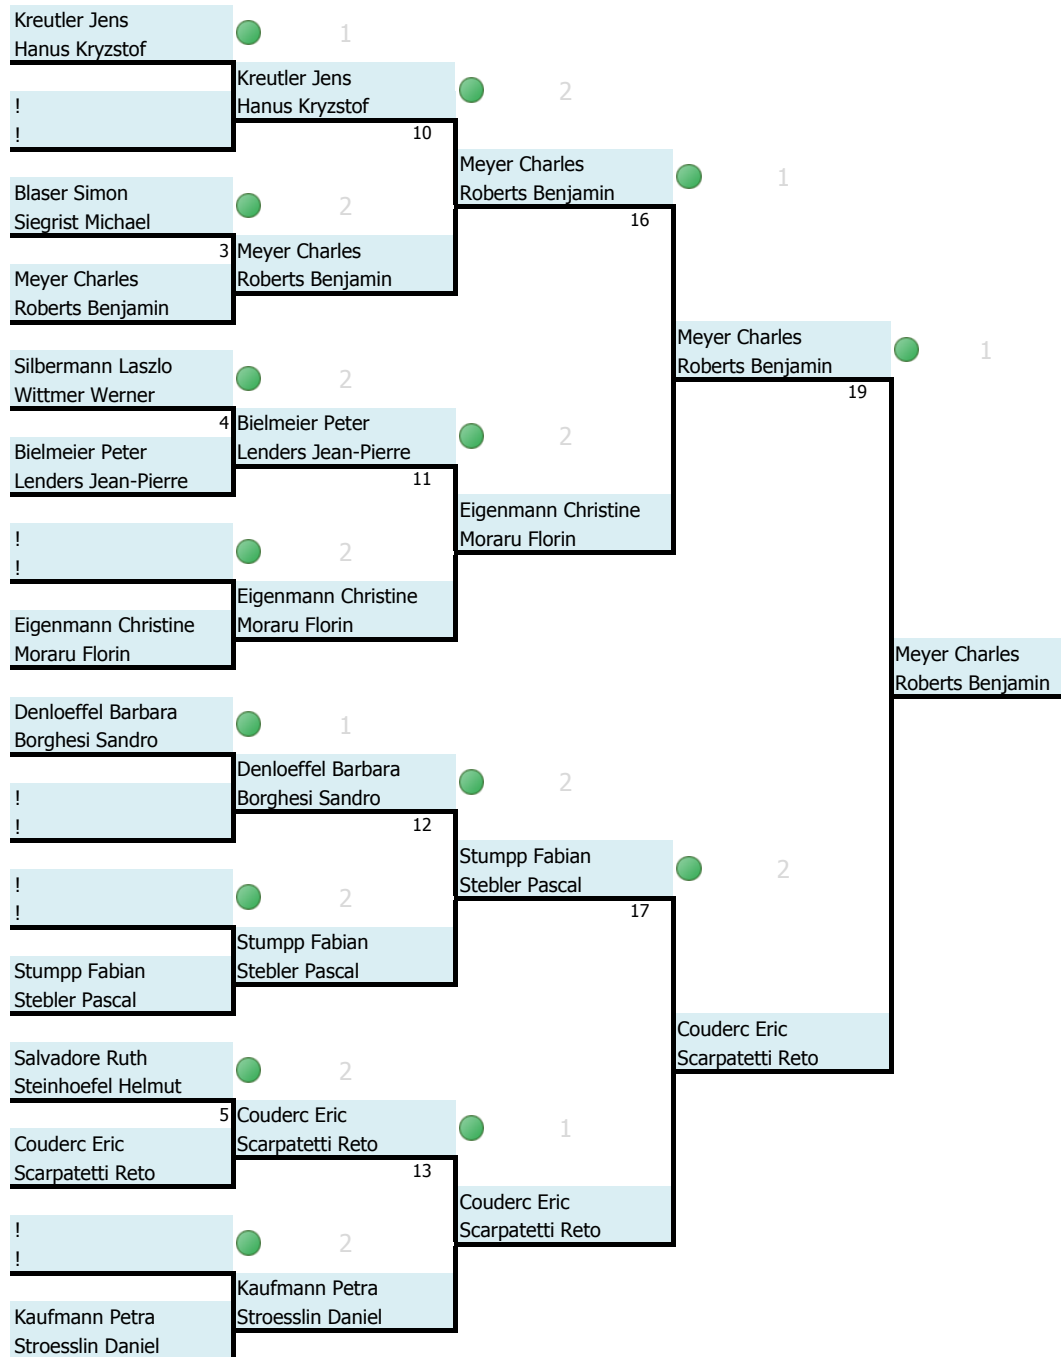 Kreutler Jens
Hanus Kryzstof
1
Kreutler Jens
Hanus Kryzstof
2
!
!
10
Meyer Charles
Roberts Benjamin
1
Blaser Simon
Siegrist Michael
2
16
3
Meyer Charles
Roberts Benjamin
Meyer Charles
Roberts Benjamin
Meyer Charles
Roberts Benjamin
1
Silbermann Laszlo
Wittmer Werner
2
19
4
Bielmeier Peter
Lenders Jean-Pierre
2
Bielmeier Peter
Lenders Jean-Pierre
11
Eigenmann Christine
Moraru Florin
!
!
2
Eigenmann Christine
Moraru Florin
Eigenmann Christine
Moraru Florin
Meyer Charles
Roberts Benjamin
Denloeffel Barbara
Borghesi Sandro
1
Denloeffel Barbara
Borghesi Sandro
2
!
!
12
Stumpp Fabian
Stebler Pascal
2
!
!
2
17
Stumpp Fabian
Stebler Pascal
Stumpp Fabian
Stebler Pascal
Couderc Eric
Scarpatetti Reto
Salvadore Ruth
Steinhoefel Helmut
2
5
Couderc Eric
Scarpatetti Reto
1
Couderc Eric
Scarpatetti Reto
13
Couderc Eric
Scarpatetti Reto
!
!
2
Kaufmann Petra
Stroesslin Daniel
Kaufmann Petra
Stroesslin Daniel